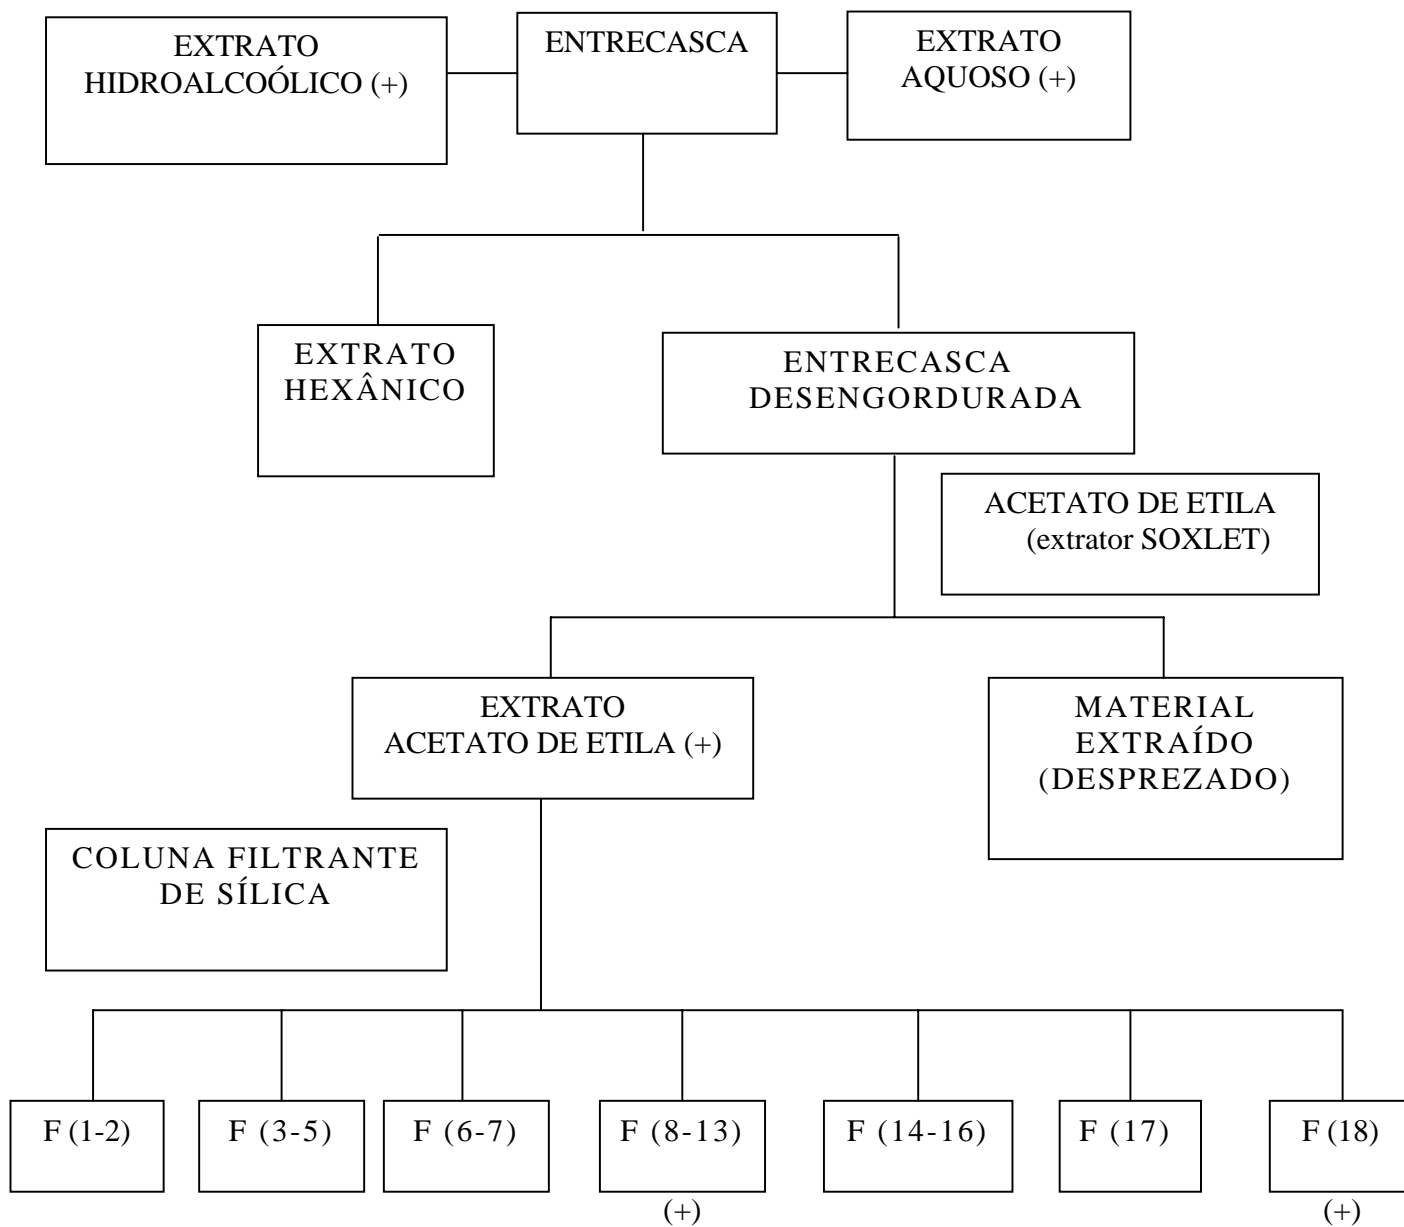 EXTRATO
HIDROALCOÓLICO (+)
ENTRECASCA
EXTRATO
AQUOSO (+)
EXTRATO
HEXÂNICO
ENTRECASCA
DESENGORDURADA
ACETATO DE ETILA
(extrator SOXLET)
EXTRATO
ACETATO DE ETILA (+)
MATERIAL
EXTRAÍDO
(DESPREZADO)
COLUNA FILTRANTE
DE SÍLICA
F (1-2)
F (3-5)
F (6-7)
F (8-13)
F (14-16)
F (17)
F (18)
(+)
(+)